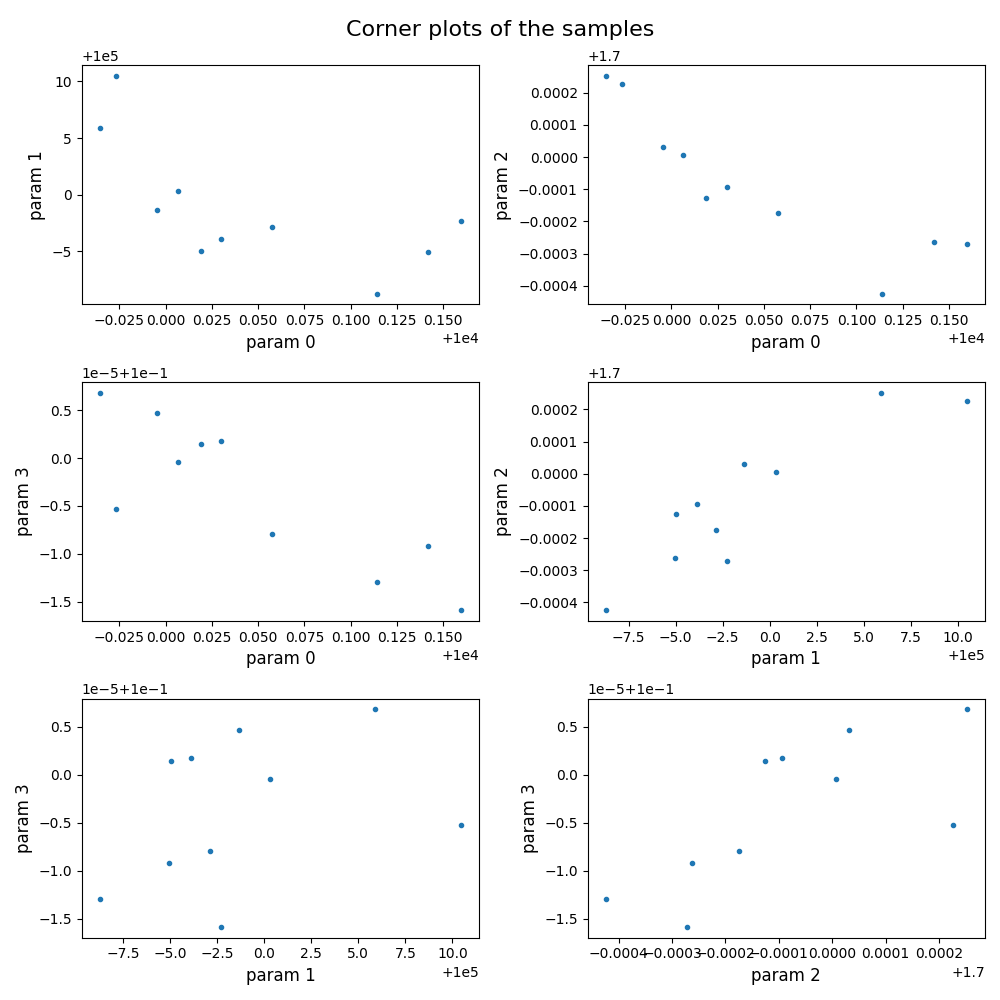 Corner plots of the samples
+1e5
10
5
0
−5
param 1
−0.025 0.000 0.025 0.050 0.075 0.100 0.125 0.150
param 0
+1e4
+1.7
0.0002
0.0001
0.0000
−0.0001
−0.0002
−0.0003
−0.0004
param 2
−0.025 0.000 0.025 0.050 0.075 0.100 0.125 0.150
param 0
+1e4
1e−5+1e−1
0.5
0.0
−0.5
−1.0
−1.5
param 3
−0.025 0.000 0.025 0.050 0.075 0.100 0.125 0.150
param 0
+1e4
+1.7
0.0002
0.0001
0.0000
−0.0001
−0.0002
−0.0003
−0.0004
param 2
−7.5 −5.0 −2.5 0.0 2.5 5.0 7.5 10.0
param 1
+1e5
1e−5+1e−1
0.5
0.0
−0.5
−1.0
−1.5
param 3
−7.5 −5.0 −2.5 0.0 2.5 5.0 7.5 10.0
param 1
+1e5
1e−5+1e−1
0.5
0.0
−0.5
−1.0
−1.5
param 3
−0.0004 −0.0003 −0.0002 −0.0001 0.0000 0.0001 0.0002
param 2
+1.7